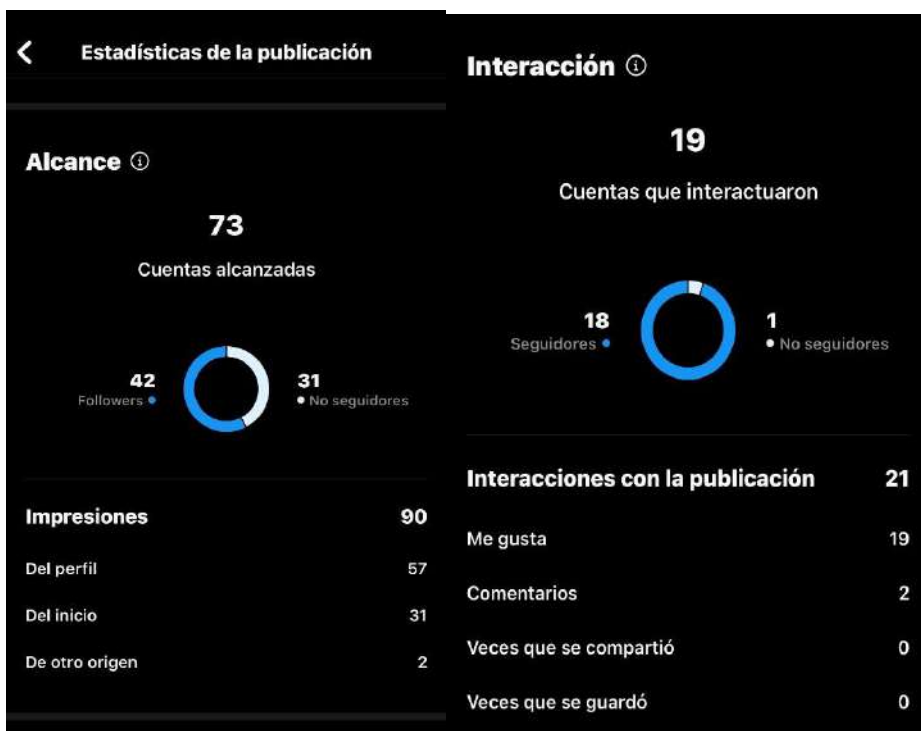 Estadísticas de la publicación
Alcance
73
Cuentas alcanzadas
42
Followers
31
No seguidores
Impresiones 90
Del perfil 57
Del inicio 31
De otro origen 2
Interacción
19
Cuentas que interactuaron
18
Seguidores
1
No seguidores
Interacciones con la publicación 21
Me gusta 19
Comentarios 2
Veces que se compartió 0
Veces que se guardó 0